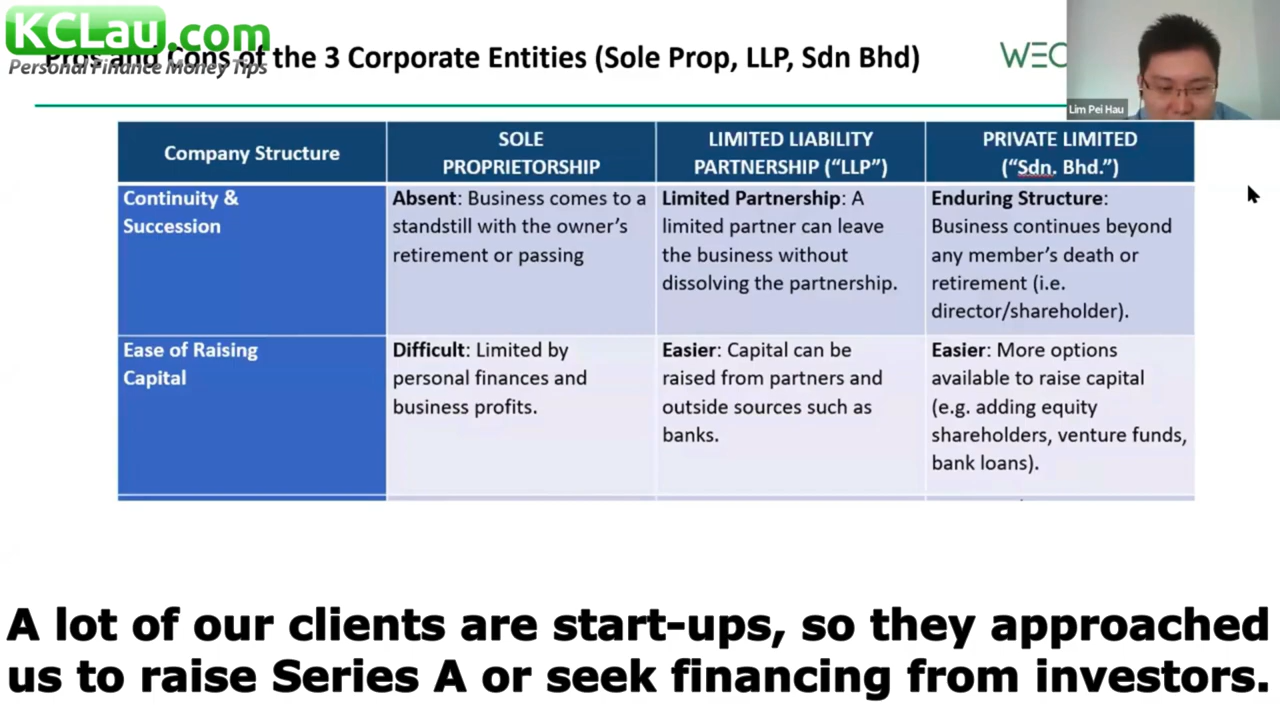 KCLau.com
Personal Finance Money Tips
Pros and Cons of the 3 Corporate Entities (Sole Prop, LLP, Sdn Bhd)
WEC
Lim Pei Hau
Company Structure
SOLE
PROPRIETORSHIP
LIMITED LIABILITY
PARTNERSHIP (“LLP”)
PRIVATE LIMITED
(“Sdn. Bhd.”)
Continuity &
Succession
Absent: Business comes to a
standstill with the owner’s
retirement or passing
Limited Partnership: A
limited partner can leave
the business without
dissolving the partnership.
Enduring Structure:
Business continues beyond
any member’s death or
retirement (i.e.
director/shareholder).
Ease of Raising
Capital
Difficult: Limited by
personal finances and
business profits.
Easier: Capital can be
raised from partners and
outside sources such as
banks.
Easier: More options
available to raise capital
(e.g. adding equity
shareholders, venture funds,
bank loans).
A lot of our clients are start-ups, so they approached
us to raise Series A or seek financing from investors.